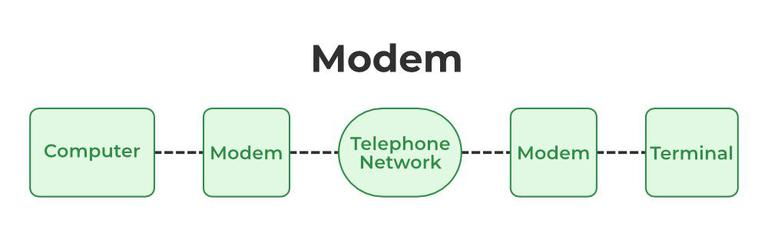 Modem
Computer
Modem
Telephone
Network
Modem
Terminal